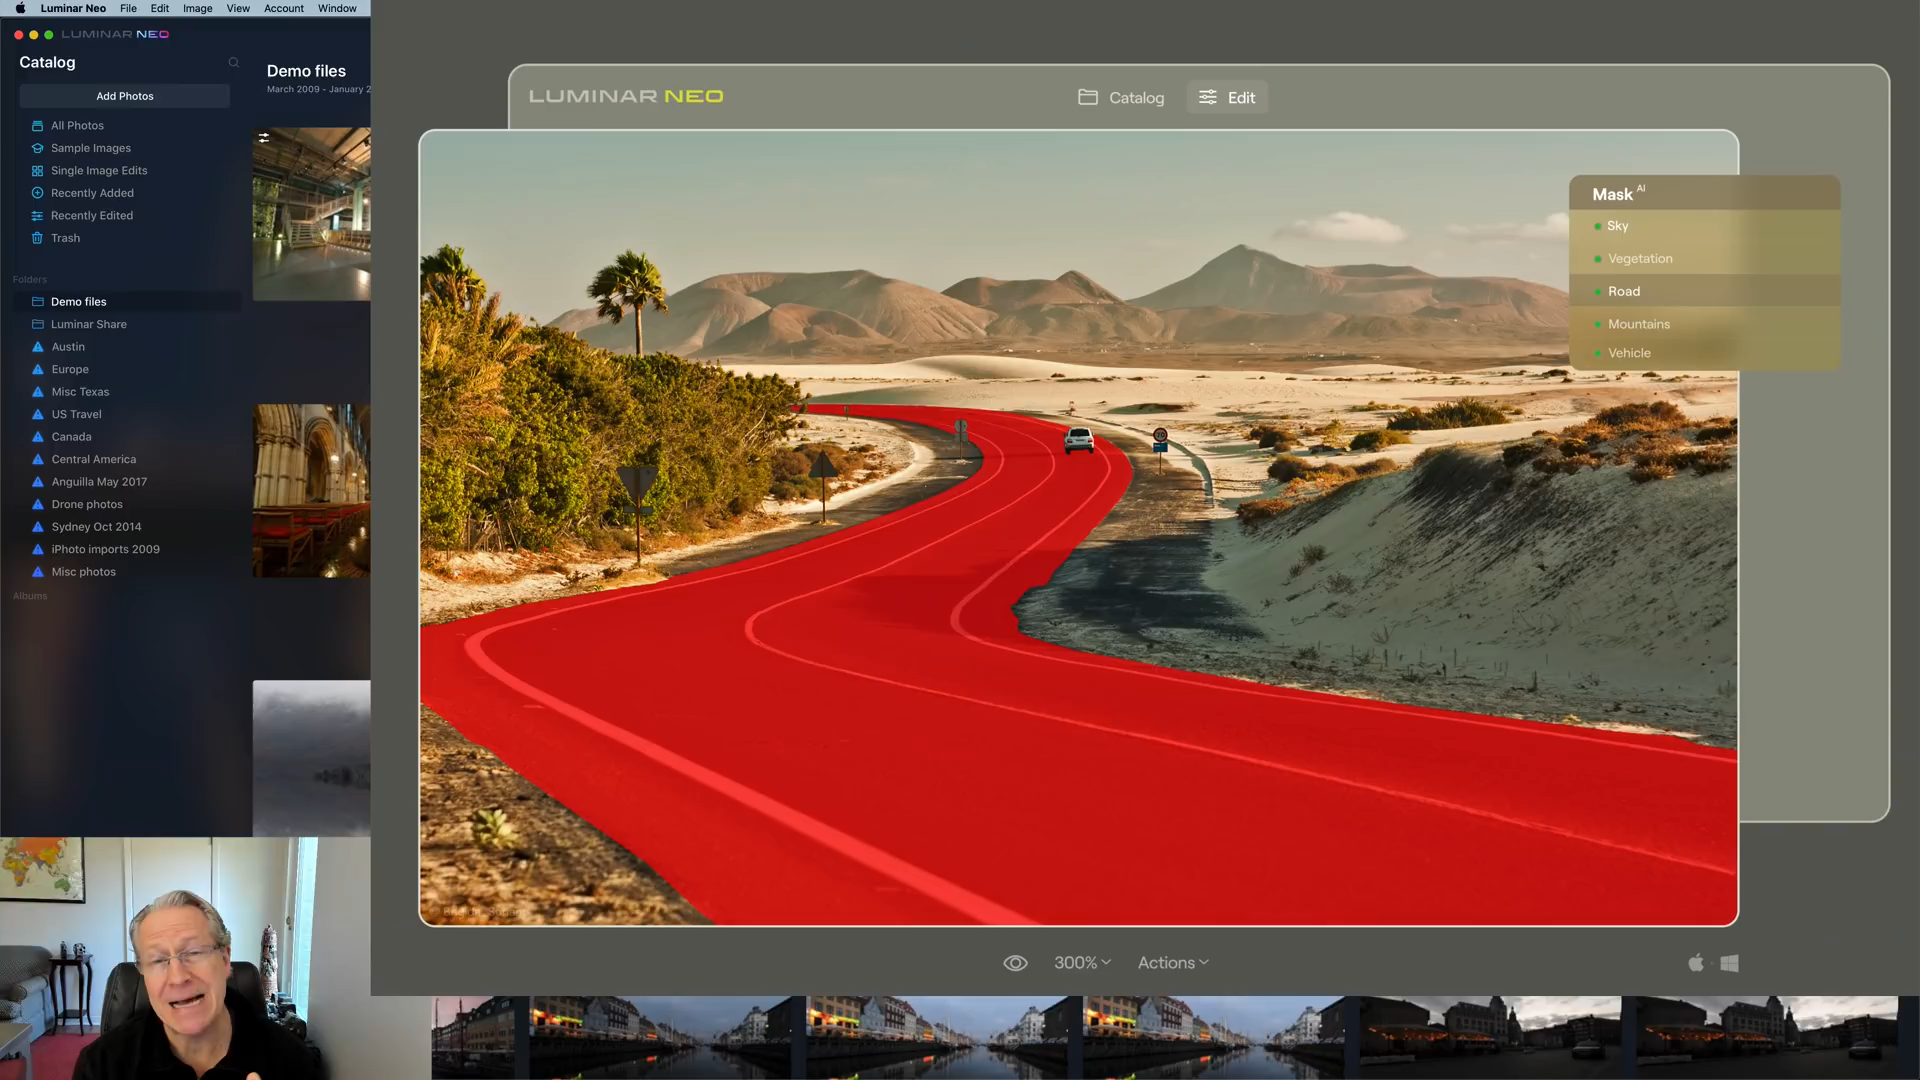 Luminar Neo File Edit Image View Account Window
LUMINAR NEO
Catalog
Add Photos
All Photos
Sample Images
Single Image Edits
Recently Added
Recently Edited
Trash
Folders
Demo files
Luminar Share
Austin
Europe
Misc Texas
US Travel
Canada
Central America
Anguilla May 2017
Drone photos
Sydney Oct 2014
iPhoto imports 2009
Misc photos
Albums
Demo files
March 2009 - January 2
LUMINAR NEO
Catalog
Edit
Mask AI
Sky
Vegetation
Road
Mountains
Vehicle
300%
Actions